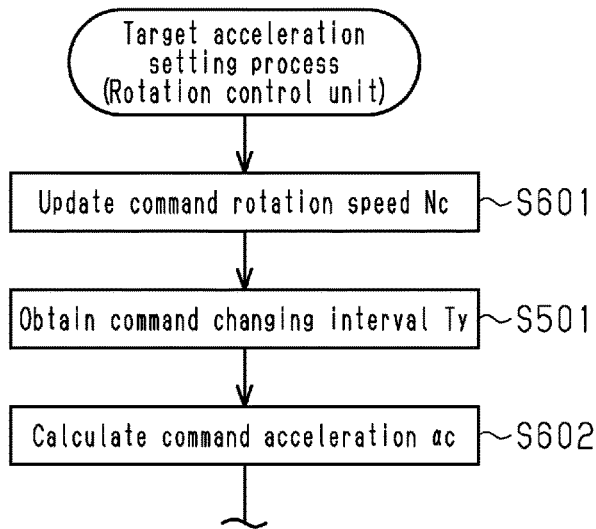 Target acceleration
setting process
(Rotation control unit)
Update command rotation speed Nc
S601
Obtain command changing interval Ty
S501
Calculate command acceleration αc
S602